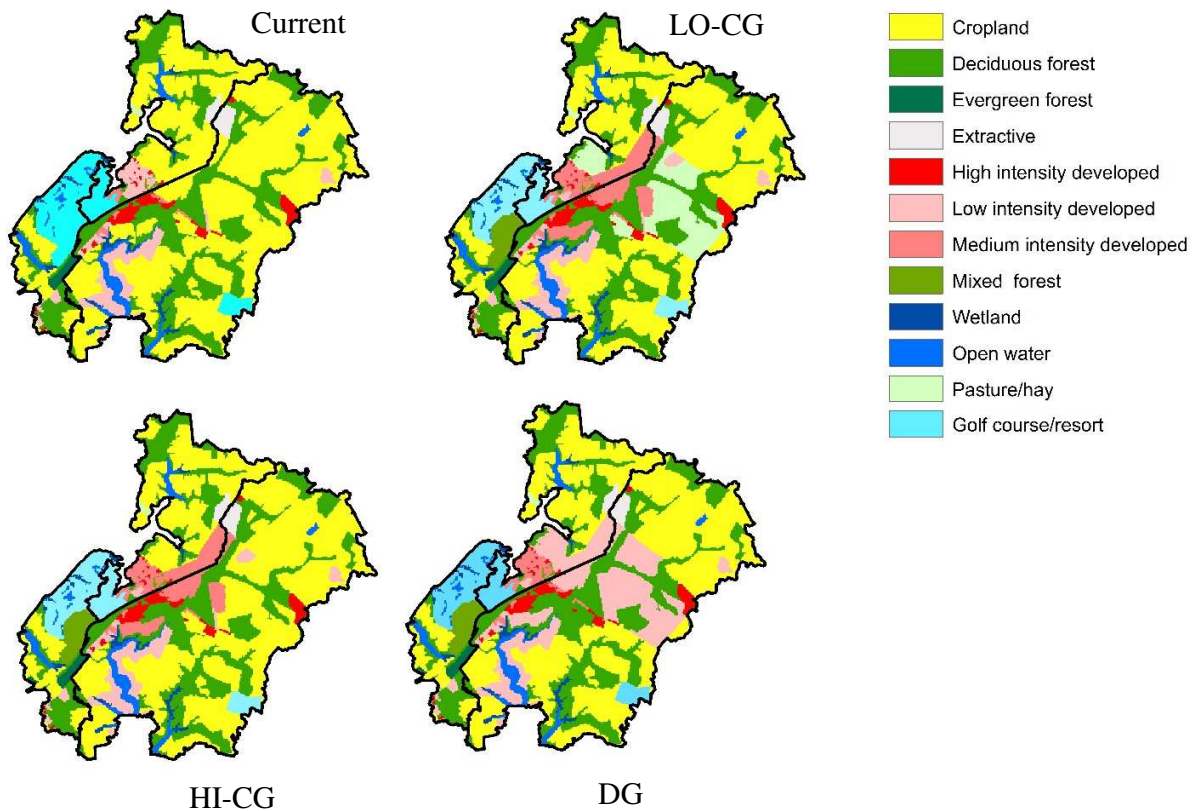 Current
LO-CG
HI-CG
DG
Cropland
Deciduous forest
Evergreen forest
Extractive
High intensity developed
Low intensity developed
Medium intensity developed
Mixed forest
Wetland
Open water
Pasture/hay
Golf course/resort